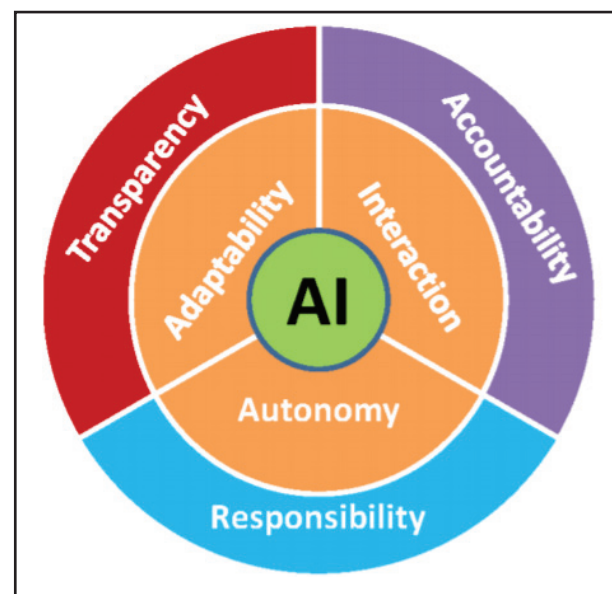 Transparency
Accountability
Adaptability
Interaction
AI
Autonomy
Responsibility